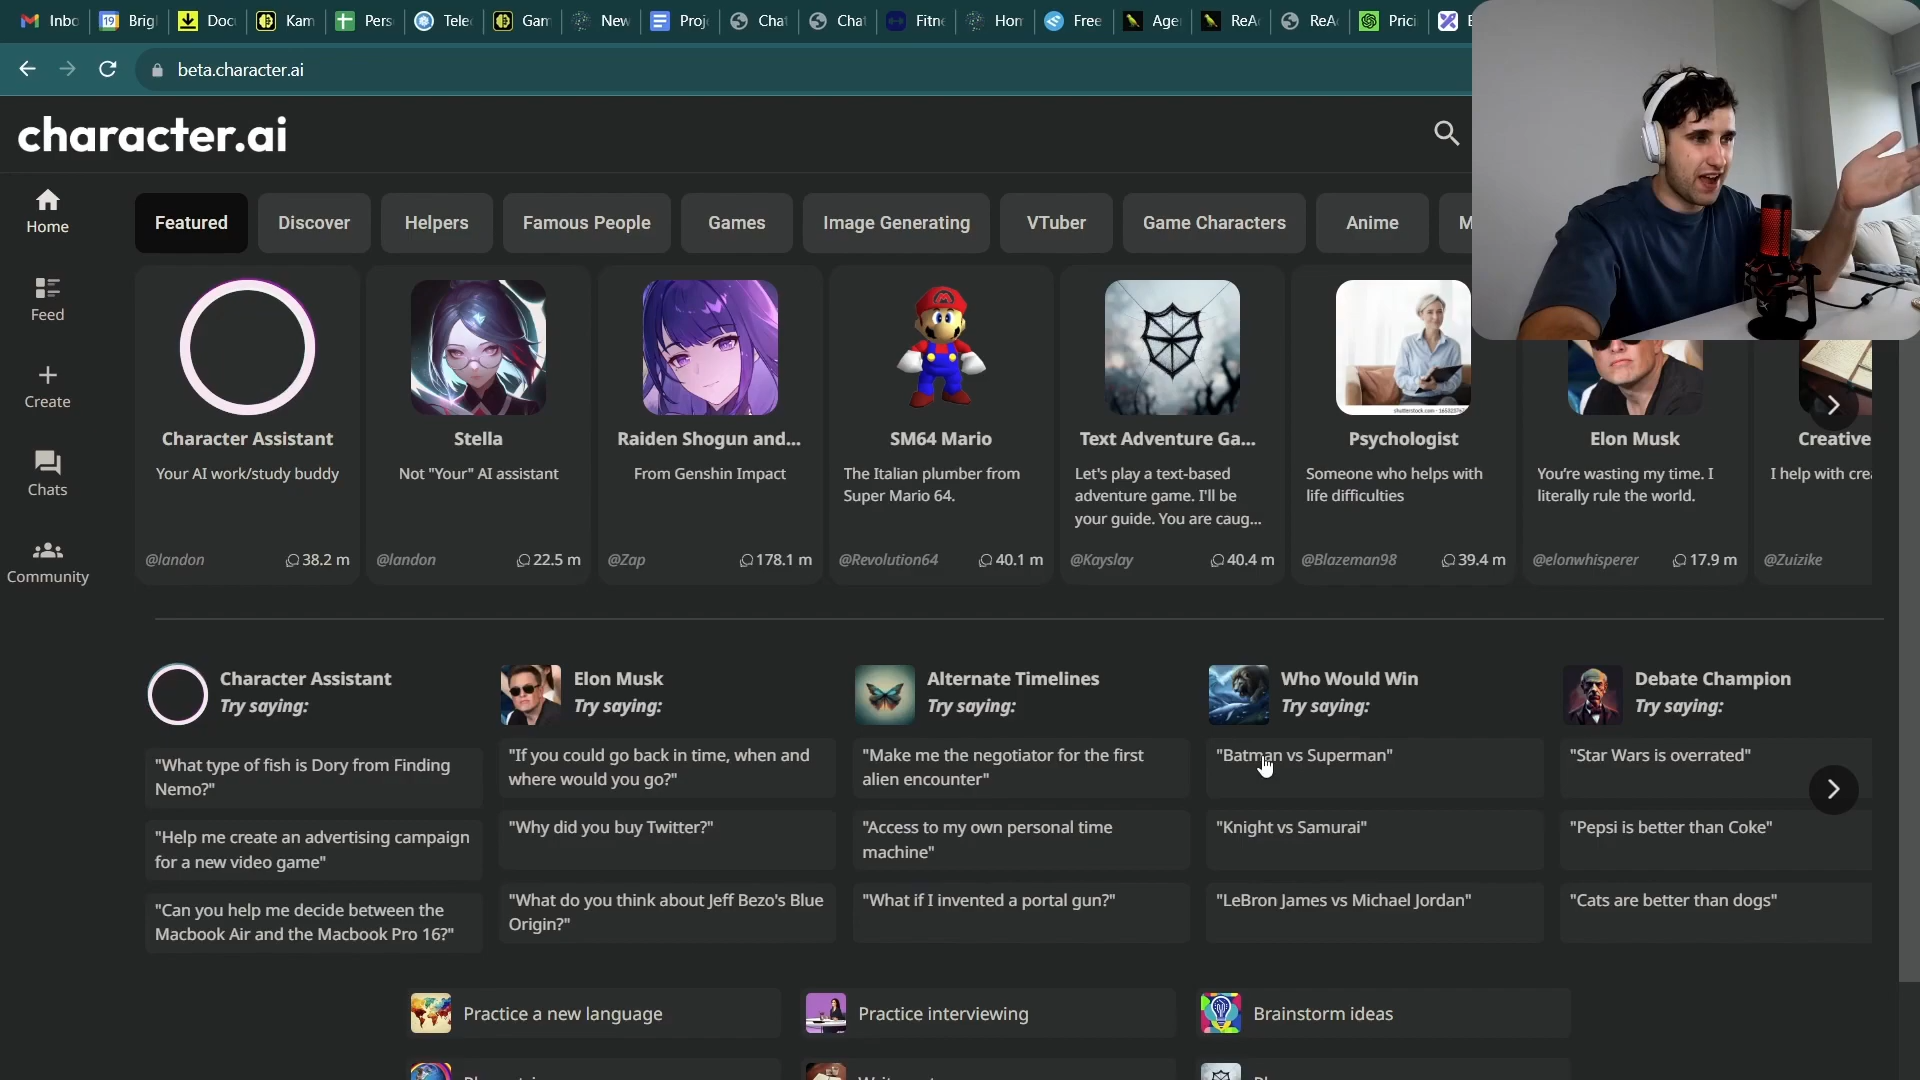 Inbo
19
Brig
Doc
Kam
Pers
Tele
Gam
New
Proj
Chat
Chat
Fitne
Hom
Free
Age
ReA
ReA
Prici
beta.character.ai
character.ai
Home
Feed
Create
Chats
Community
Featured
Discover
Helpers
Famous People
Games
Image Generating
VTuber
Game Characters
Anime
M
Character Assistant
Your AI work/study buddy
@landon
38.2 m
Stella
Not "Your" AI assistant
@landon
22.5 m
Raiden Shogun and...
From Genshin Impact
@Zap
178.1 m
SM64 Mario
The Italian plumber from
Super Mario 64.
@Revolution64
40.1 m
Text Adventure Ga...
Let's play a text-based
adventure game. I'll be
your guide. You are caug...
@Kayslay
40.4 m
Psychologist
Someone who helps with
life difficulties
@Blazeman98
39.4 m
Elon Musk
You're wasting my time. I
literally rule the world.
@elonwhisperer
17.9 m
Creative
I help with crea
@Zuizike
Character Assistant
Try saying:
"What type of fish is Dory from Finding
Nemo?"
"Help me create an advertising campaign
for a new video game"
"Can you help me decide between the
Macbook Air and the Macbook Pro 16?"
Elon Musk
Try saying:
"If you could go back in time, when and
where would you go?"
"Why did you buy Twitter?"
"What do you think about Jeff Bezo's Blue
Origin?"
Alternate Timelines
Try saying:
"Make me the negotiator for the first
alien encounter"
"Access to my own personal time
machine"
"What if I invented a portal gun?"
Who Would Win
Try saying:
"Batman vs Superman"
"Knight vs Samurai"
"LeBron James vs Michael Jordan"
Debate Champion
Try saying:
"Star Wars is overrated"
"Pepsi is better than Coke"
"Cats are better than dogs"
Practice a new language
Practice interviewing
Brainstorm ideas